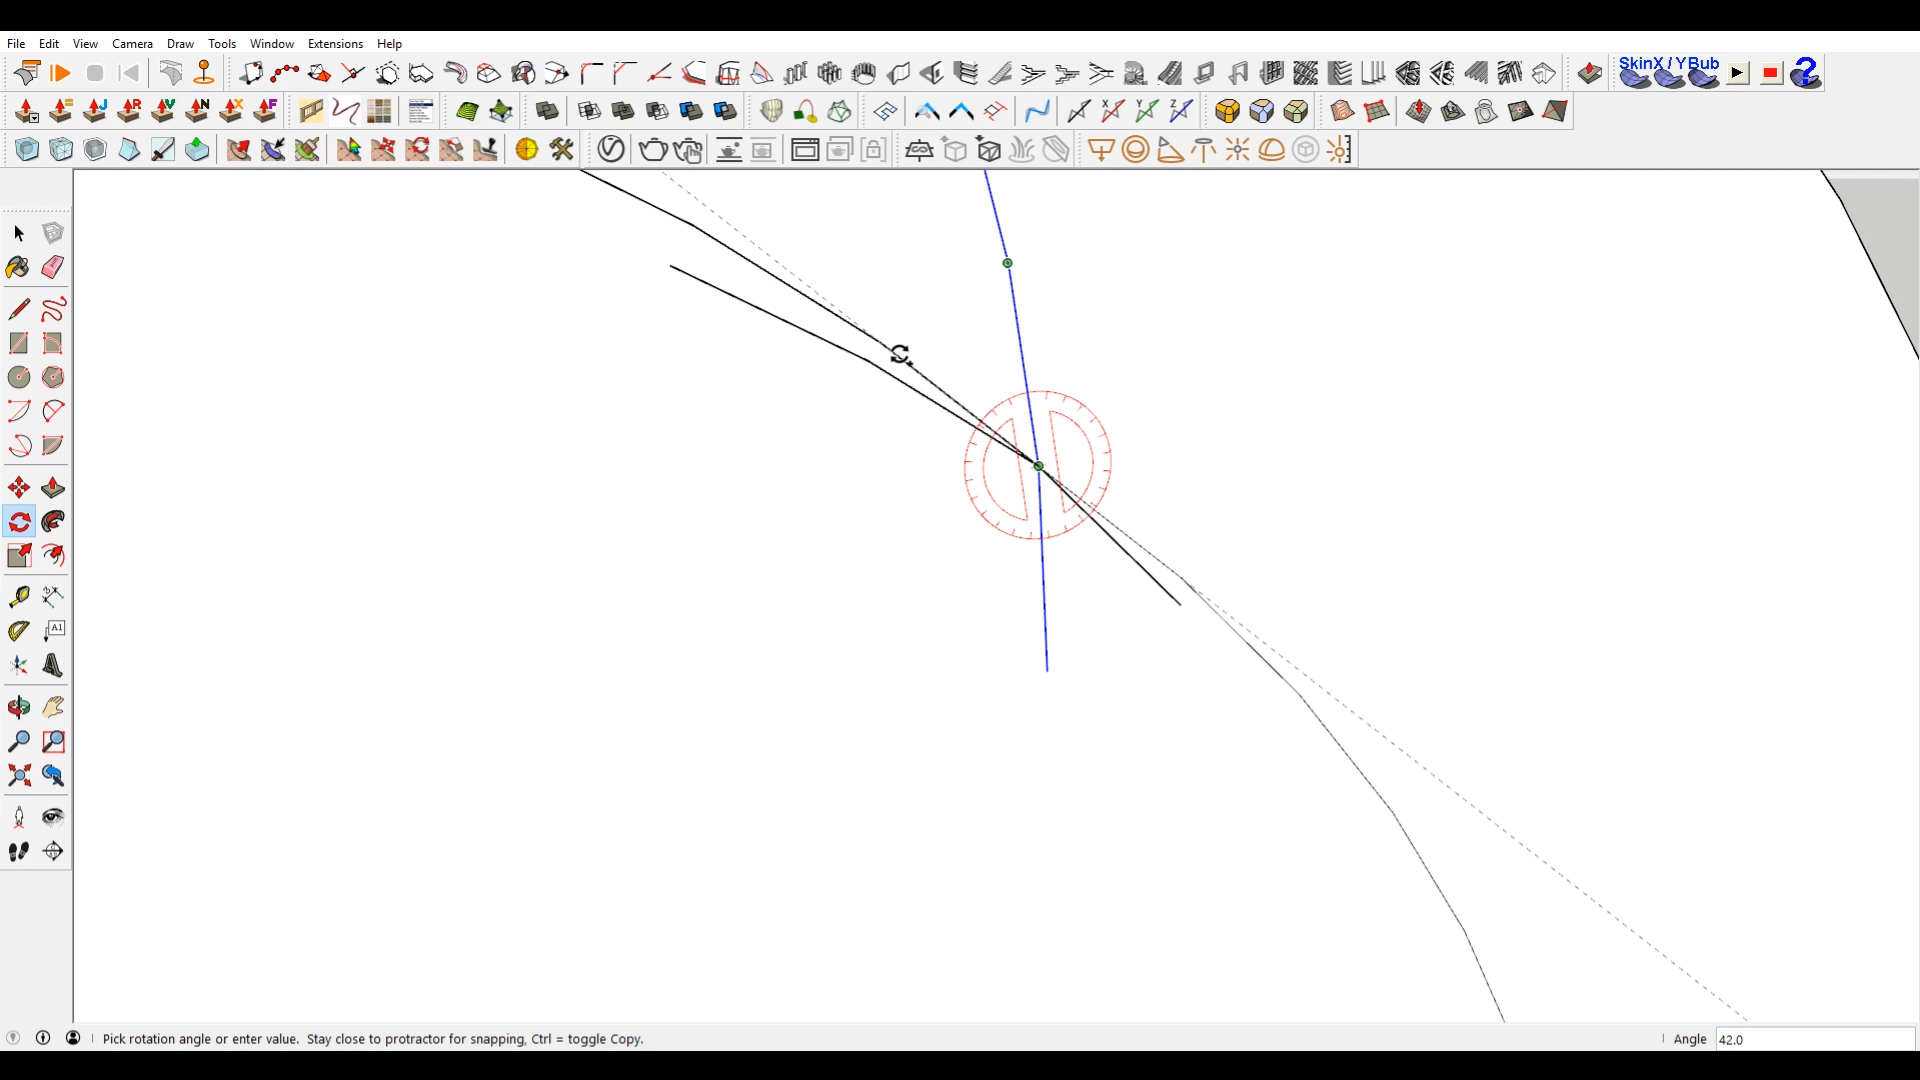 File Edit View Camera Draw Tools Window Extensions Help
SkinX / YBub
J R V N X F
X Y Z
A1
Pick rotation angle or enter value. Stay close to protractor for snapping, Ctrl = toggle Copy.
Angle 42.0